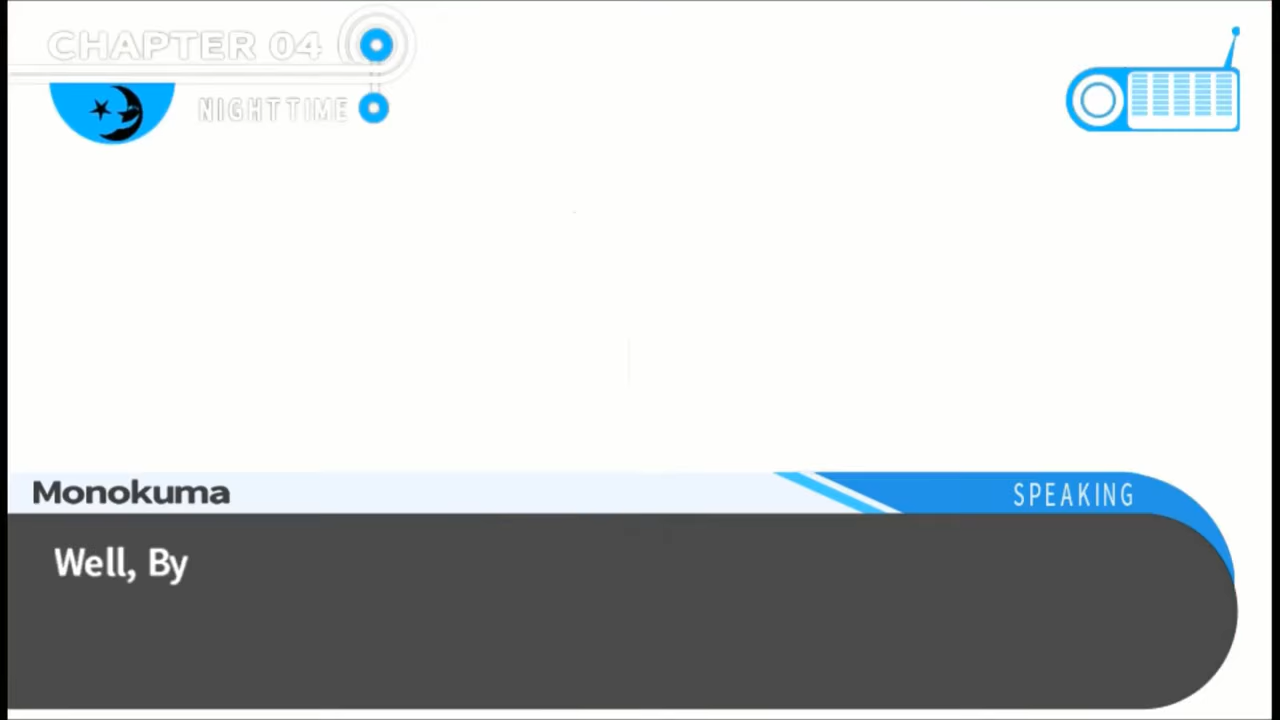 CHAPTER 04
NIGHTTIME
Monokuma
SPEAKING
Well, By